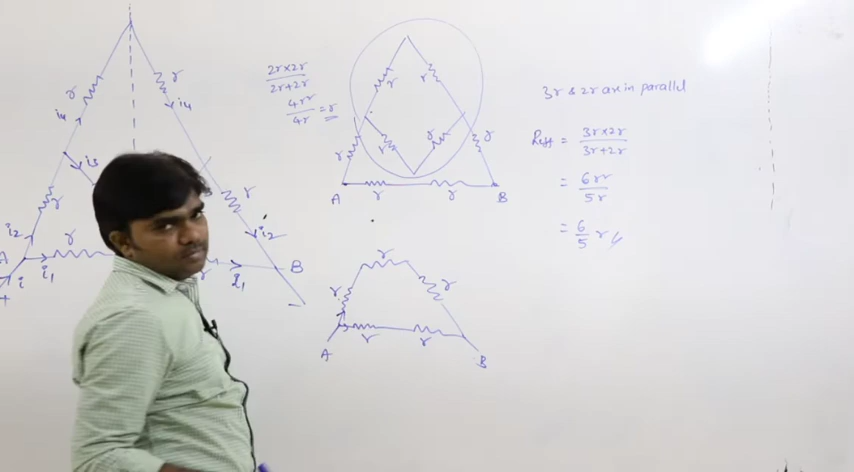 r
r
i4
i4
i3
r
r
i2
i2
A
r
i1
i
i1
B
+
2r×2r
2r+2r
4r²
4r
=r
r
r
r
r
r
r
A
r
r
B
r
r
r
r
r
A
B
3r & 2r are in parallel
Reff = 3r×2r
3r+2r
= 6r²
5r
= 6
5
r//